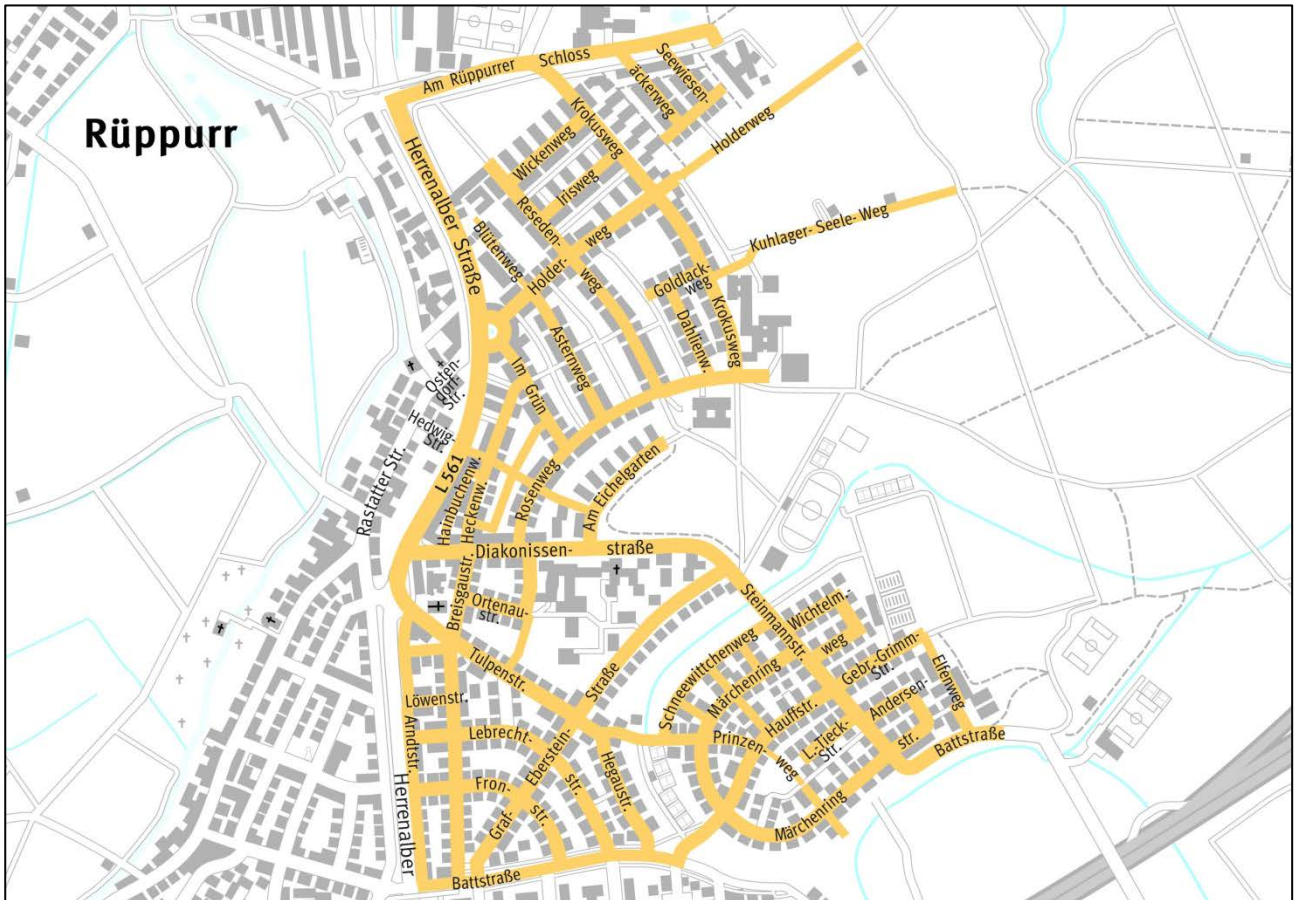 Rüppurr
Am Rüppurrer Schloss
Seewiesen-
äckerweg
Krokusweg
Holderweg
Herrenalber Straße
Wickenweg
Irisweg
Reseden-
weg
Blütenweg
Holder-
weg
Kuhlager- Seele- Weg
Goldlack-
weg
Krokusweg
Dahlienw.
Asternweg
Im Grün
Osten-
dorf-
Str.
Hedwig-
Str.
L 561
Rastatter Str.
Hainbuchenw.
Heckenw.
Rosenweg
Am Eichelgarten
Diakonissen-
straße
Breisgaustr.
Ortenau-
str.
Steinmannstr.
Wichtelm.-
weg
Schneewittchenweg
Märchenring
Gebr.-Grimm-
Str.
Elfenweg
Tulpenstr.
Straße
Löwenstr.
Arndtstr.
Hauffstr.
Andersen-
str.
L.-Tieck-
Str.
Prinzen-
weg
Battstraße
Lebrecht-
str.
Eberstein-
Graf-
Hegaustr.
Fron-
str.
Herrenalber
Märchenring
Battstraße